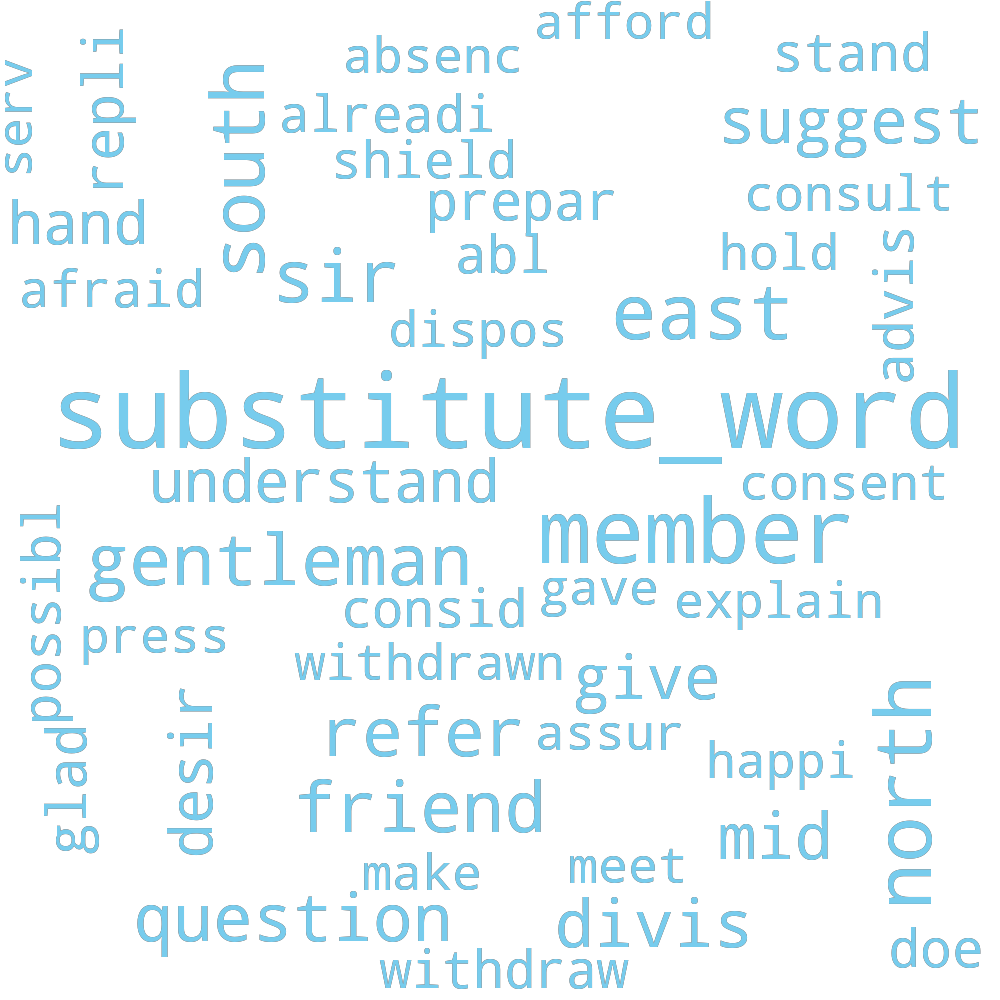 afford
absenc
stand
serv
repli
south
alreadi
suggest
shield
consult
prepar
hand
abl
hold
advis
sir
afraid
east
dispos
substitute_word
understand
consent
member
possibl
gentleman
gave
explain
consid
press
withdrawn
give
north
refer
assur
desir
glad
happi
friend
mid
make
meet
question
divis
doe
withdraw